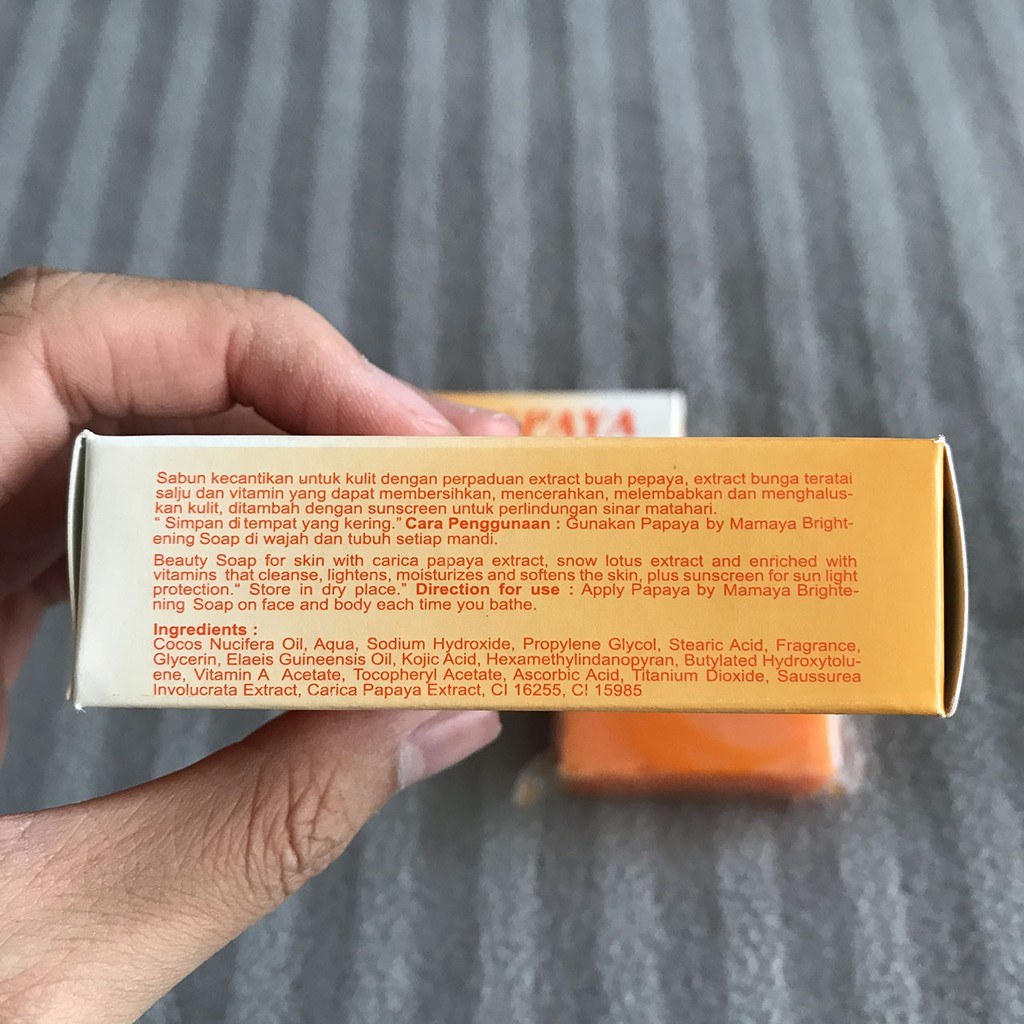 PAPAYA
Sabun kecantikan untuk kulit dengan perpaduan extract buah pepaya, extract bunga teratai
salju dan vitamin yang dapat membersihkan, mencerahkan, melembabkan dan menghalus-
kan kulit, ditambah dengan sunscreen untuk perlindungan sinar matahari.
“ Simpan di tempat yang kering.” Cara Penggunaan : Gunakan Papaya by Mamaya Bright-
ening Soap di wajah dan tubuh setiap mandi.
Beauty Soap for skin with carica papaya extract, snow lotus extract and enriched with
vitamins that cleanse, lightens, moisturizes and softens the skin, plus sunscreen for sun light
protection.“ Store in dry place.” Direction for use : Apply Papaya by Mamaya Brighte-
ning Soap on face and body each time you bathe.
Ingredients :
Cocos Nucifera Oil, Aqua, Sodium Hydroxide, Propylene Glycol, Stearic Acid, Fragrance,
Glycerin, Elaeis Guineensis Oil, Kojic Acid, Hexamethylindanopyran, Butylated Hydroxytolu-
ene, Vitamin A Acetate, Tocopheryl Acetate, Ascorbic Acid, Titanium Dioxide, Saussurea
Involucrata Extract, Carica Papaya Extract, CI 16255, CI 15985